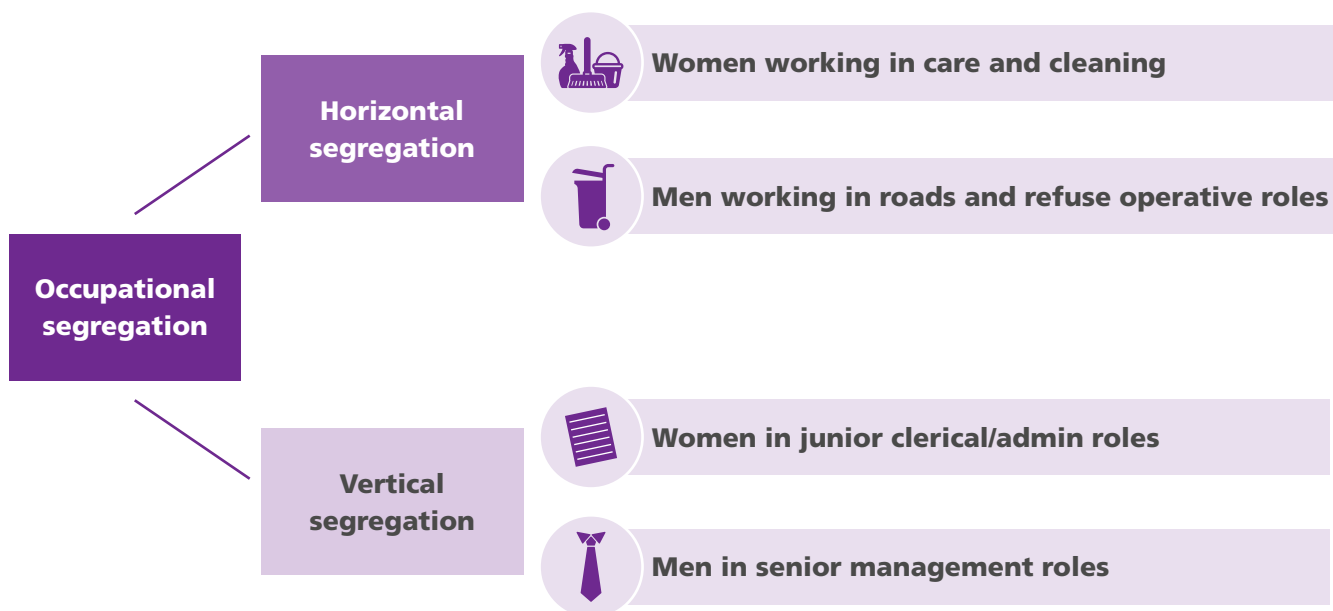 Occupational
segregation
Horizontal
segregation
Women working in care and cleaning
Men working in roads and refuse operative roles
Vertical
segregation
Women in junior clerical/admin roles
Men in senior management roles